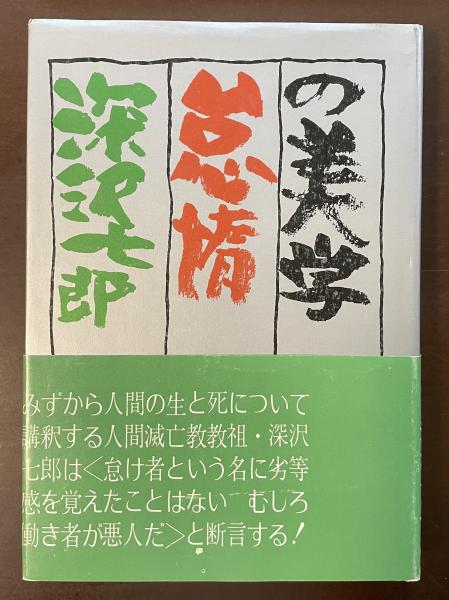 怠惰
の美学
深沢七郎
みずから人間の生と死について
講釈する人間滅亡教教祖・深沢
七郎は<怠け者という名に劣等
感を覚えたことはない　むしろ
働き者が悪人だ>と断言する!